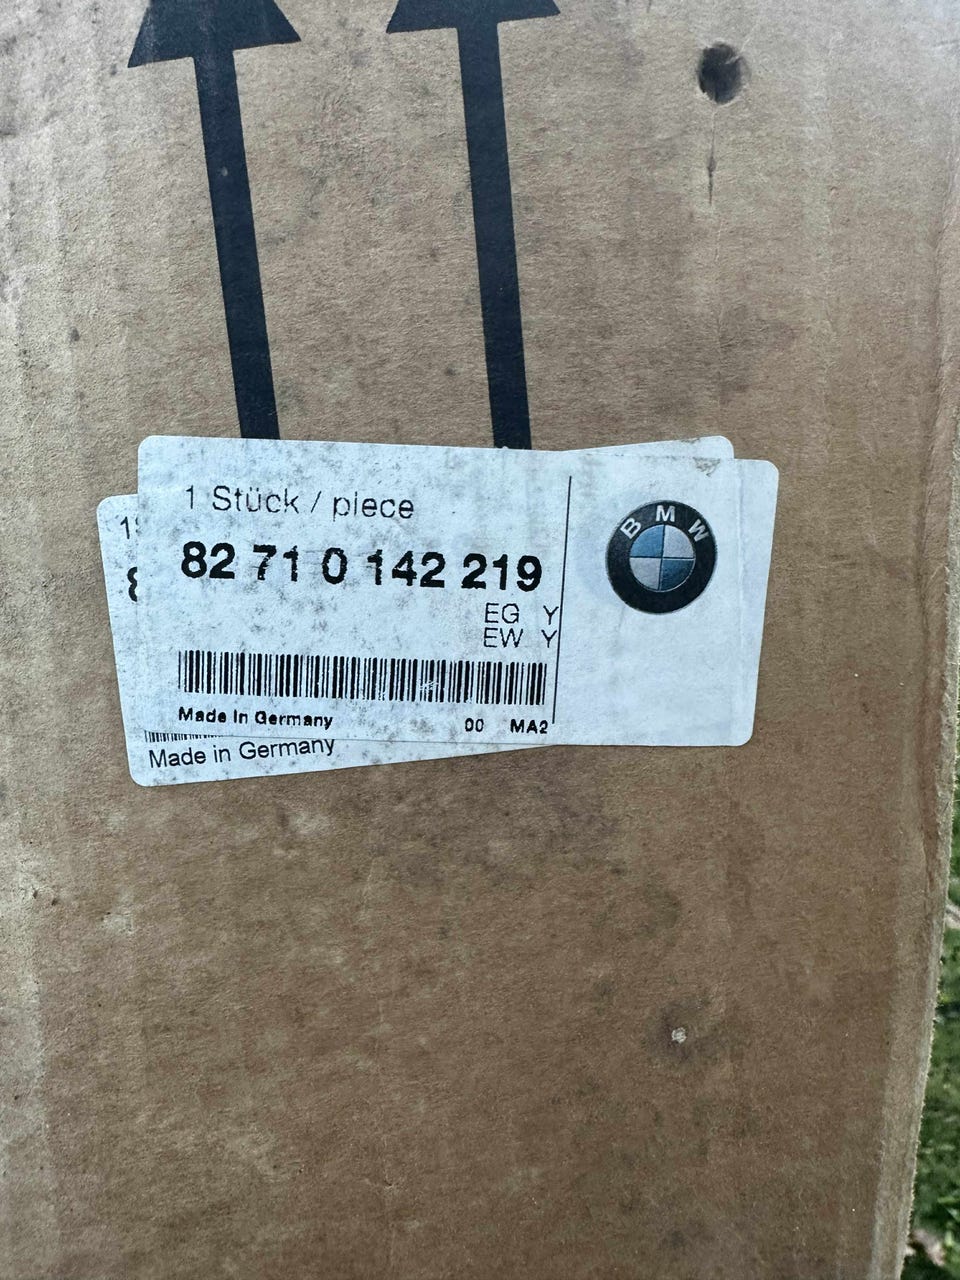 1 Stück / piece
82 71 0 142 219
EG Y
EW Y
Made in Germany 00 MA2
Made in Germany
BMW